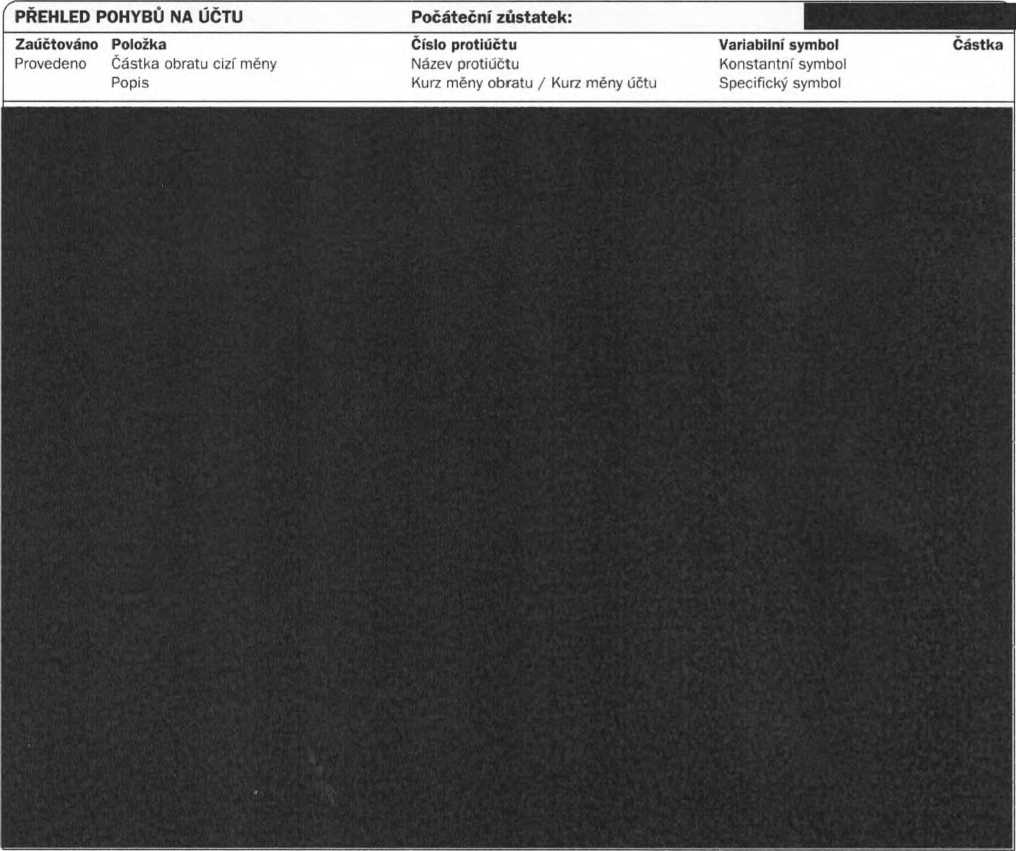 PŘEHLED POHYBŮ NA ÚČTU Počáteční zůstatek:
Zaúčtováno Položka Číslo protiúčtu Variabilní symbol Částka
Provedeno Částka obratu cizí měny Název protiúčtu Konstantní symbol
Popis Kurz měny obratu / Kurz měny účtu Specifický symbol